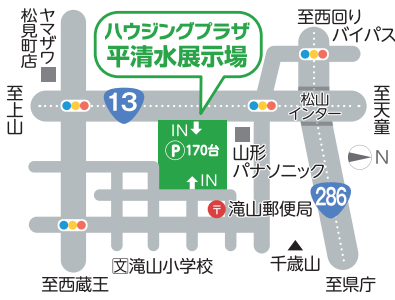 ヤマザワ
松見町店
ハウジングプラザ
平清水展示場
至西回り
バイパス
至上山
13
松山
インター
至天童
IN
P 170台
IN
山形
パナソニック
N
286
〒滝山郵便局
文滝山小学校
千歳山
至西蔵王
至県庁